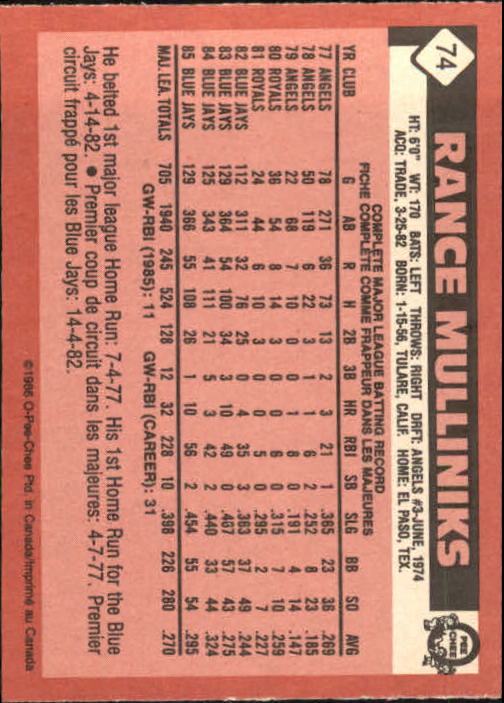 74
RANCE MULLINIKS
O PEE CHEE
HT: 6'0" WT: 170 BATS: LEFT THROWS: RIGHT DRFT: ANGELS #3-JUNE, 1974
ACQ: TRADE, 3-25-82 BORN: 1-15-56, TULARE, CALIF. HOME: EL PASO, TEX.
COMPLETE MAJOR LEAGUE BATTING RECORD
FICHE COMPLÈTE COMME FRAPPEUR DANS LES MAJEURES
YR CLUB G AB R H 2B 3B HR RBI SB SLG BB SO AVG
77 ANGELS 78 271 36 73 13 2 3 21 1 .365 23 36 .269
78 ANGELS 50 119 6 22 3 1 1 6 2 .252 8 23 .185
79 ANGELS 22 68 7 10 0 0 1 8 0 .191 4 14 .147
80 ROYALS 36 54 8 14 3 0 0 6 0 .315 7 10 .259
81 ROYALS 24 44 6 10 3 0 0 5 0 .295 2 7 .227
82 BLUE JAYS 112 311 32 76 25 0 4 35 3 .363 37 49 .244
83 BLUE JAYS 129 364 54 100 34 3 10 49 0 .467 57 43 .275
84 BLUE JAYS 125 343 41 111 21 5 3 42 2 .440 33 44 .324
85 BLUE JAYS 129 366 55 108 26 1 10 56 2 .454 55 54 .295
MAJ. LEA. TOTALS 705 1940 245 524 128 12 32 228 10 .398 226 280 .270
GW-RBI (1985): 11 GW-RBI (CAREER): 31
He belted 1st major league Home Run: 7-4-77. His 1st Home Run for the Blue
Jays: 4-14-82. ● Premier coup de circuit dans les majeures: 4-7-77. Premier
circuit frappé pour les Blue Jays: 14-4-82.
©1986 O-Pee-Chee Ptd. in Canada/Imprimé au Canada